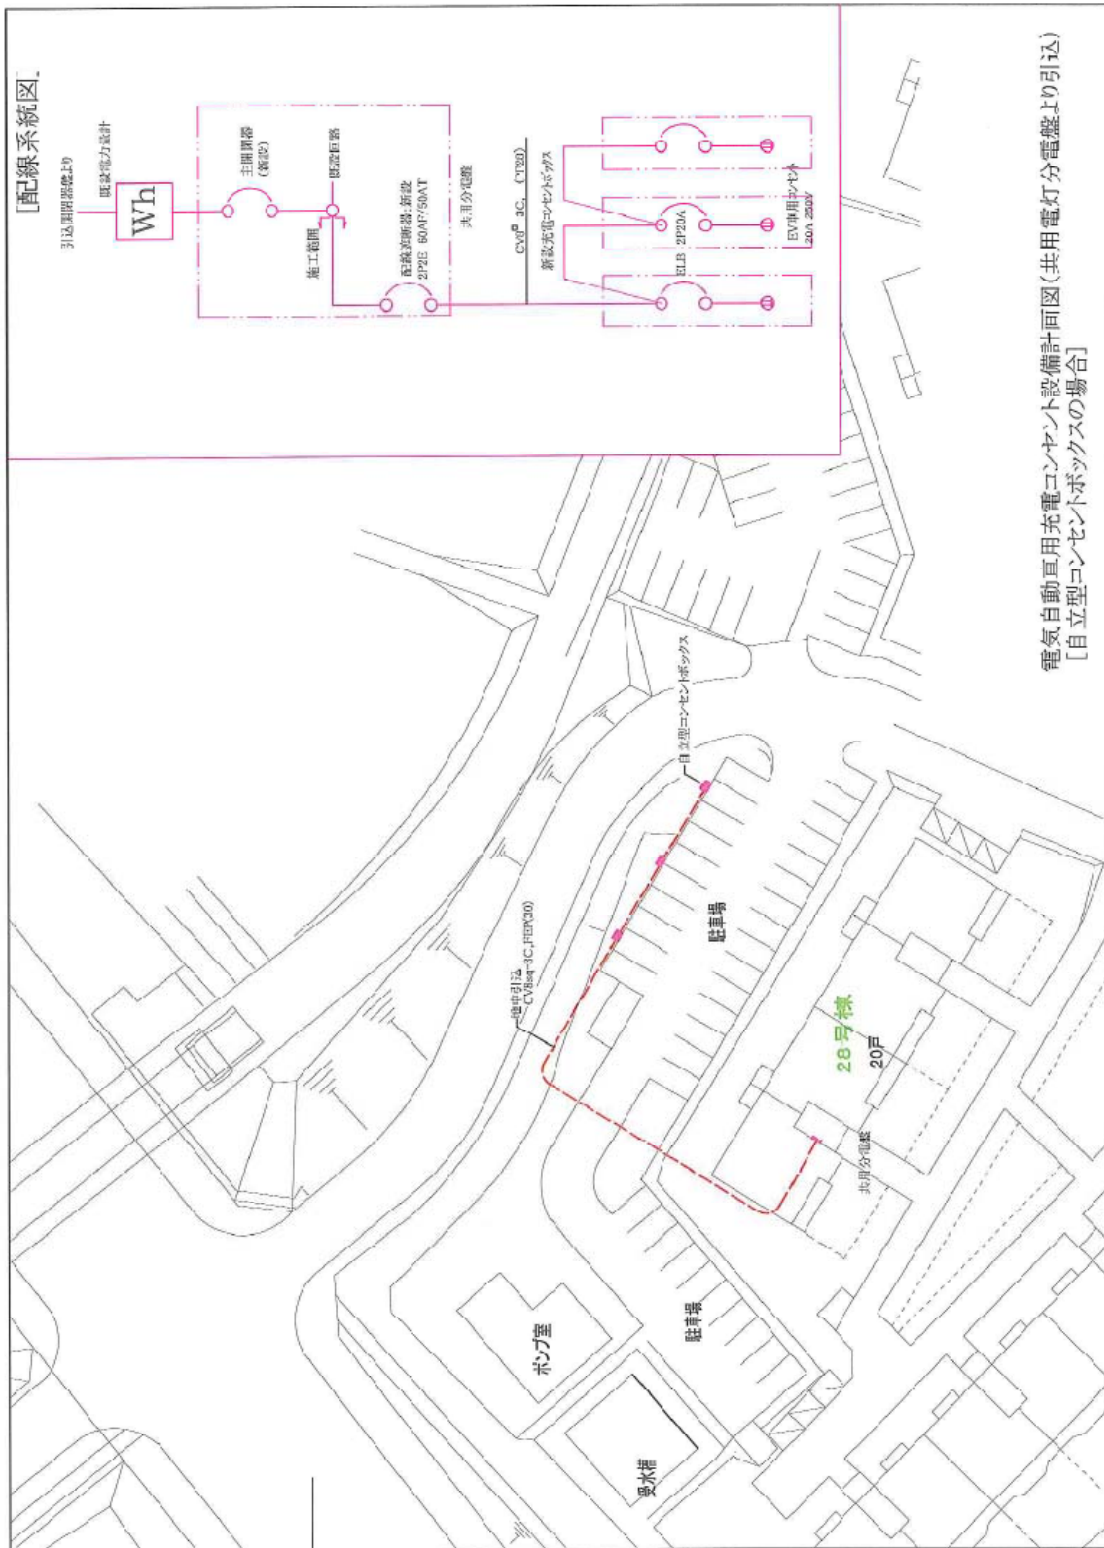 [配線系統図]
引込開閉器盤より
既設電力量計
Wh
主開閉器
(新設)
既設回路
施工範囲
配線遮断器:新設
2P2E 60AF/50AT
共用分電盤
CV8□ 3C, (PF28)
新設充電コンセントボックス
ELB 2P20A
EV車用コンセント
20A 250V
自立型コンセントボックス
地中引込
CV8sq-3C,FEP(30)
駐車場
28号棟
20戸
共用分電盤
駐車場
ポンプ室
受水槽
電気自動車用充電コンセント設備計画図(共用電灯分電盤より引込)
[自立型コンセントボックスの場合]